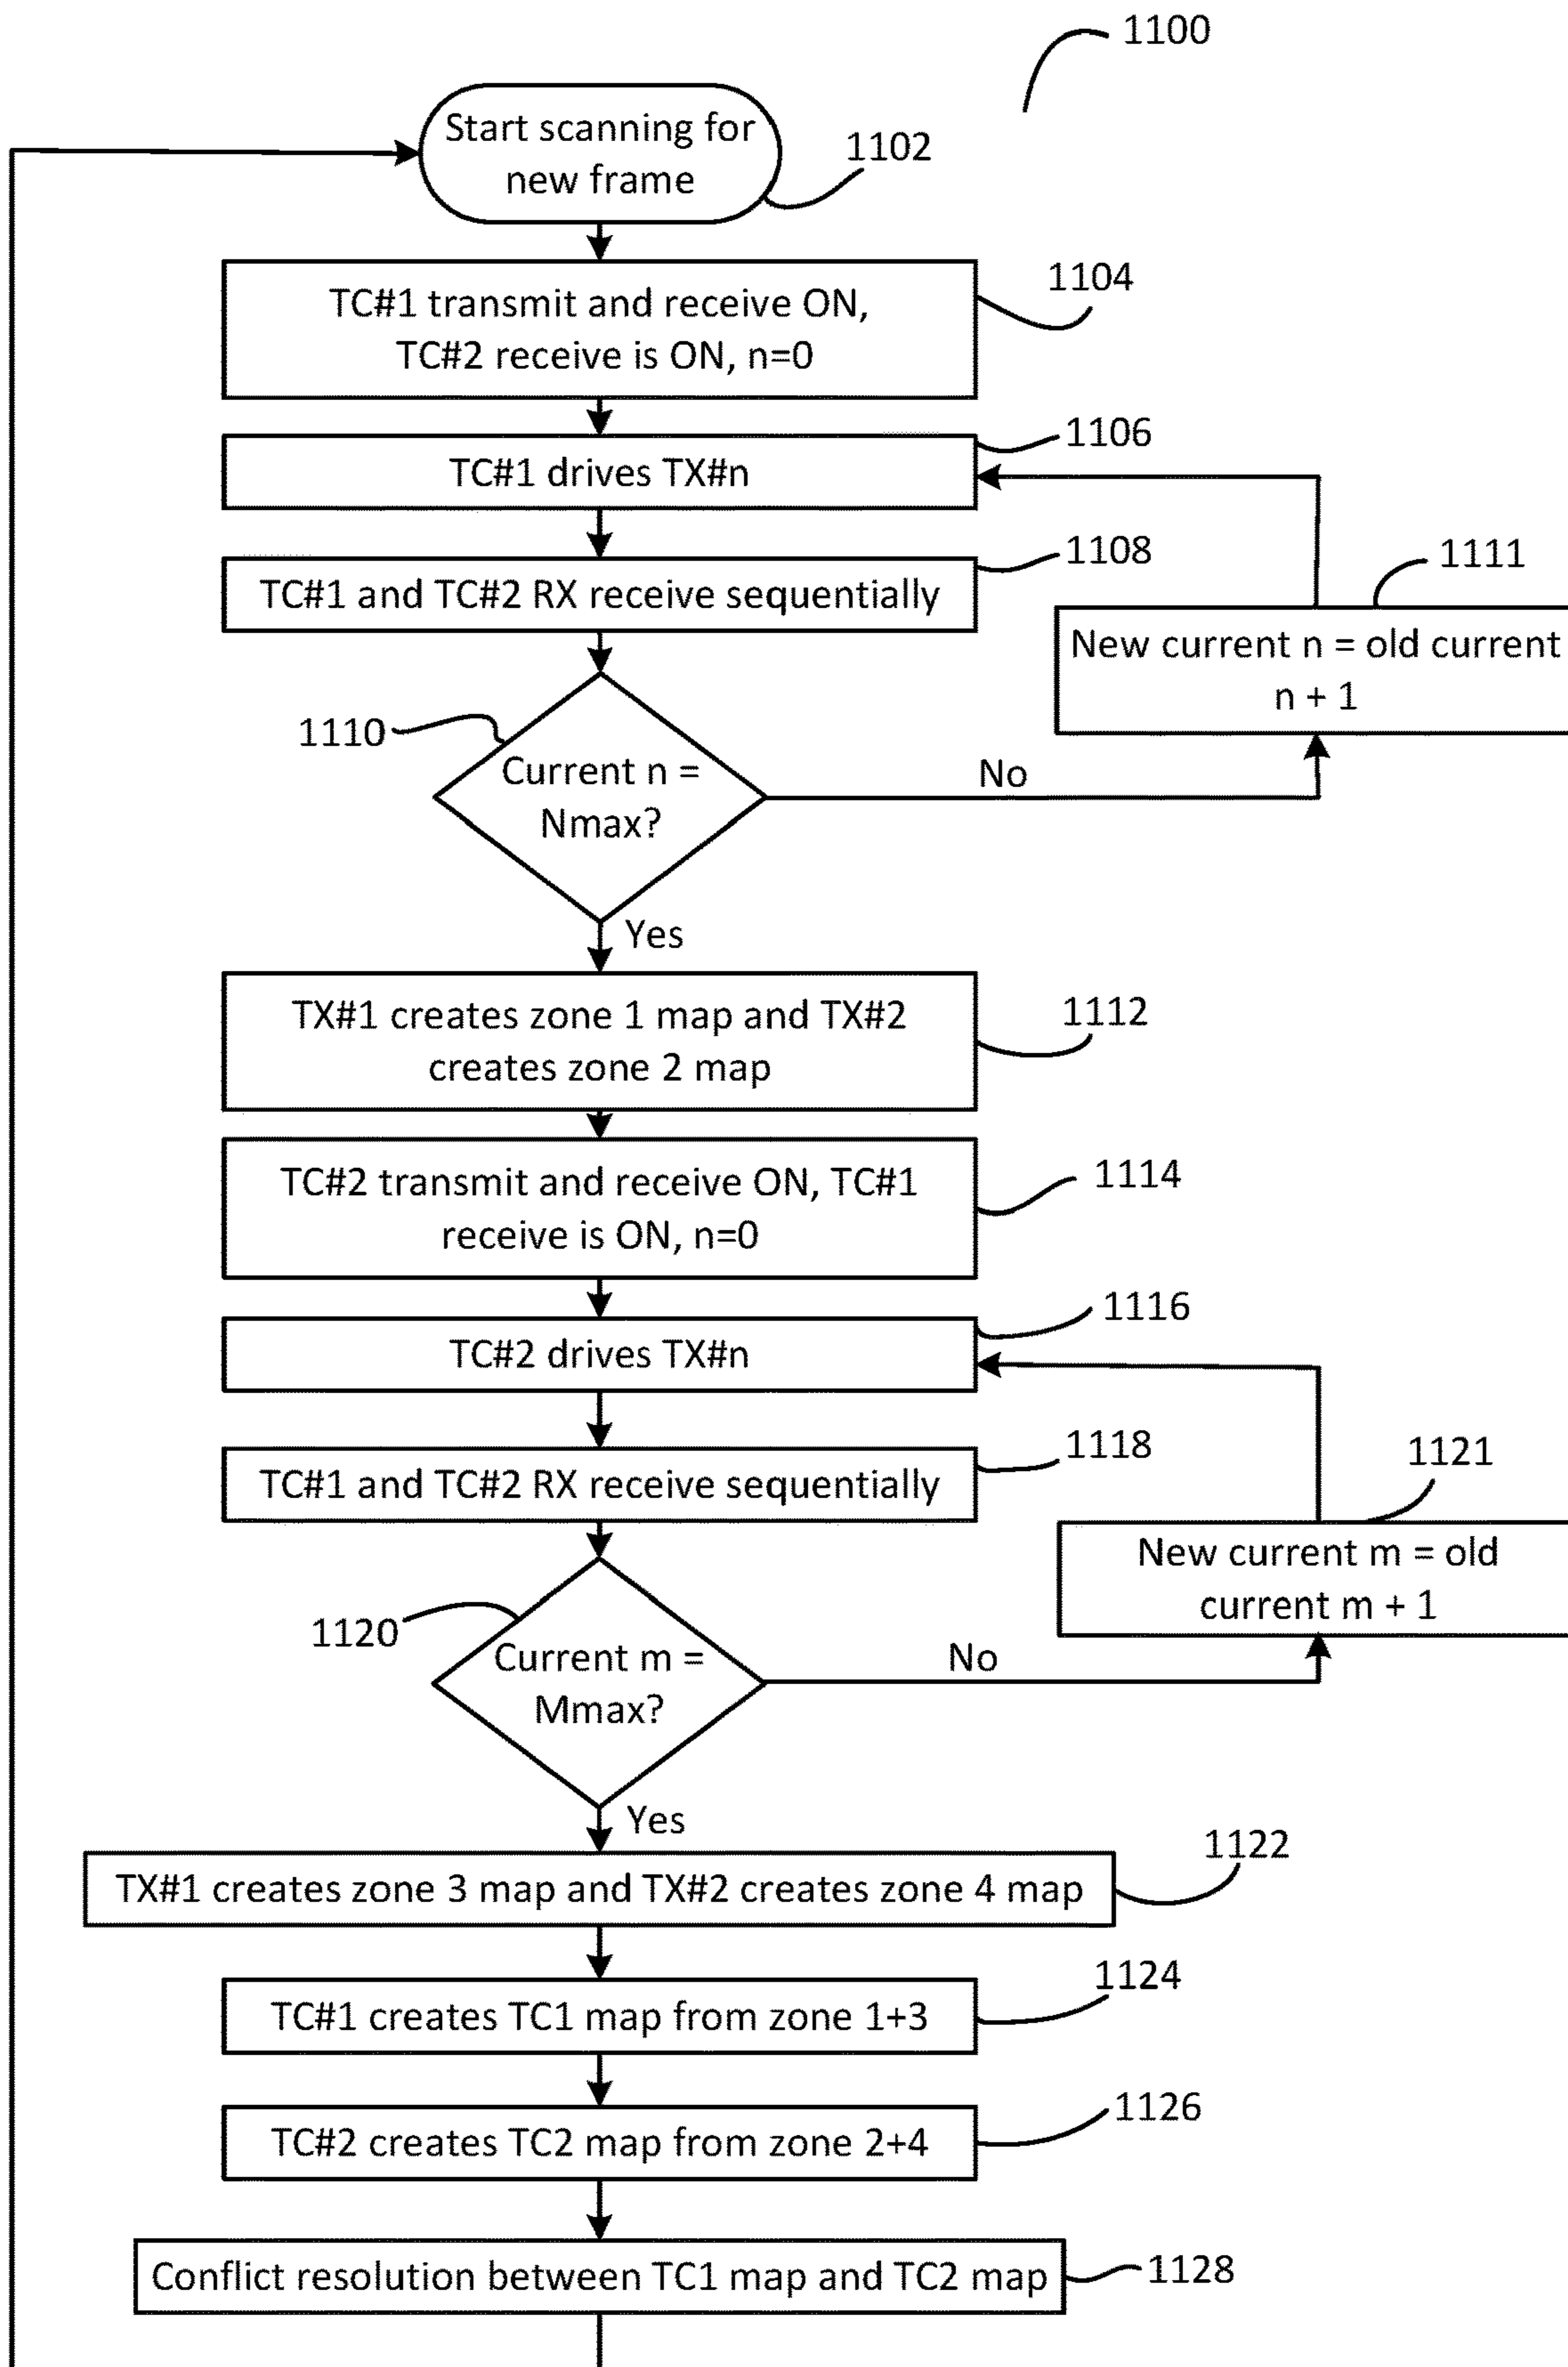 1100
Start scanning for
new frame
1102
TC#1 transmit and receive ON,
TC#2 receive is ON, n=0
1104
TC#1 drives TX#n
1106
TC#1 and TC#2 RX receive sequentially
1108
1111
New current n = old current
n + 1
1110
Current n =
Nmax?
No
Yes
TX#1 creates zone 1 map and TX#2
creates zone 2 map
1112
TC#2 transmit and receive ON, TC#1
receive is ON, n=0
1114
TC#2 drives TX#n
1116
TC#1 and TC#2 RX receive sequentially
1118
1121
New current m = old
current m + 1
1120
Current m =
Mmax?
No
Yes
TX#1 creates zone 3 map and TX#2 creates zone 4 map
1122
TC#1 creates TC1 map from zone 1+3
1124
TC#2 creates TC2 map from zone 2+4
1126
Conflict resolution between TC1 map and TC2 map
1128